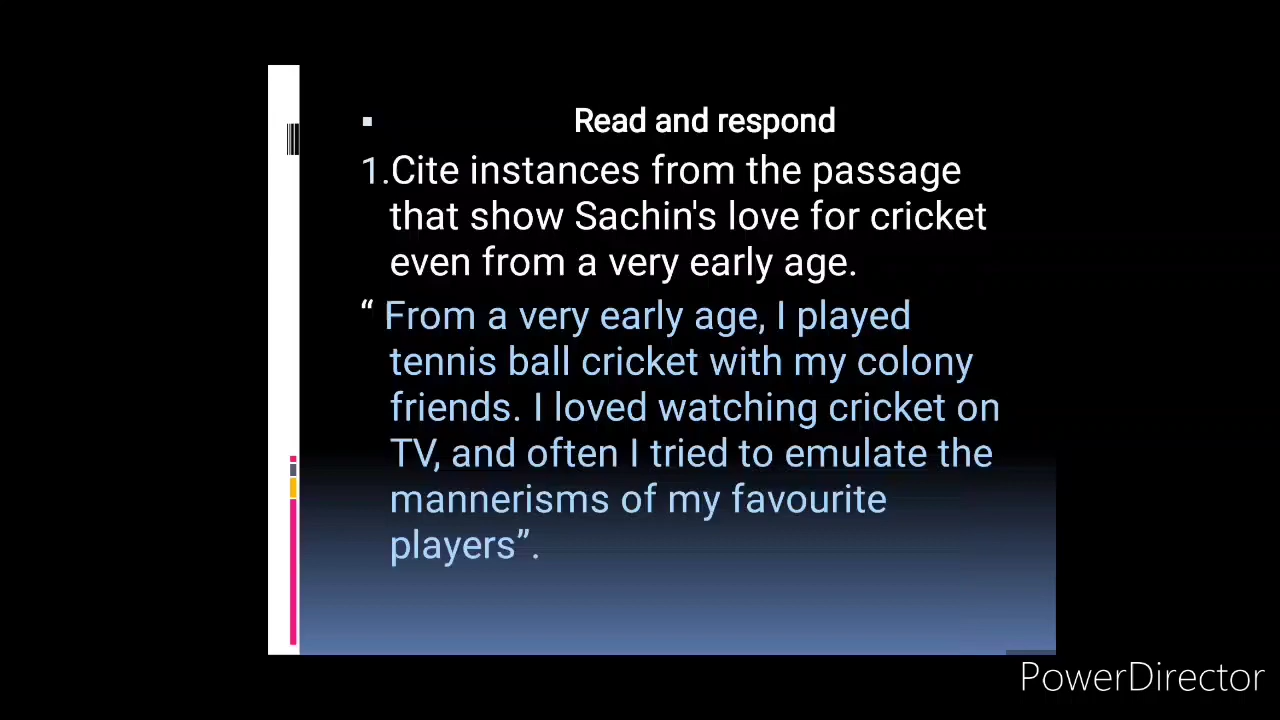 ▪ Read and respond
1.Cite instances from the passage
that show Sachin's love for cricket
even from a very early age.
“ From a very early age, I played
tennis ball cricket with my colony
friends. I loved watching cricket on
TV, and often I tried to emulate the
mannerisms of my favourite
players”.
PowerDirector